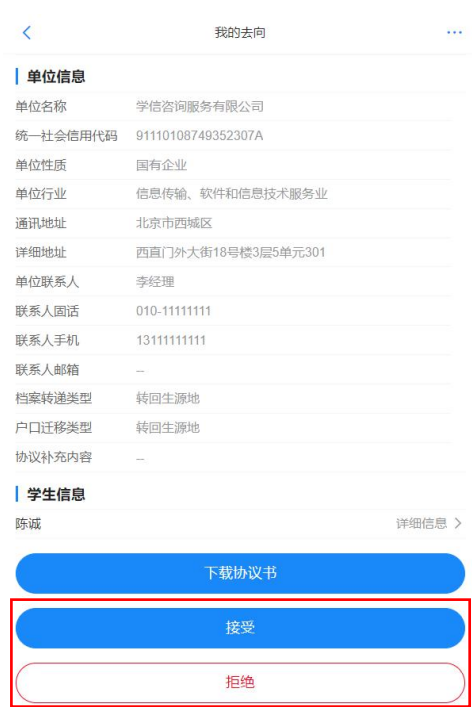 我的去向
单位信息
单位名称 学信咨询服务有限公司
统一社会信用代码 91110108749352307A
单位性质 国有企业
单位行业 信息传输、软件和信息技术服务业
通讯地址 北京市西城区
详细地址 西直门外大街18号楼3层5单元301
单位联系人 李经理
联系人固话 010-11111111
联系人手机 13111111111
联系人邮箱 --
档案转递类型 转回生源地
户口迁移类型 转回生源地
协议补充内容 --
学生信息
陈诚 详细信息
下载协议书
接受
拒绝